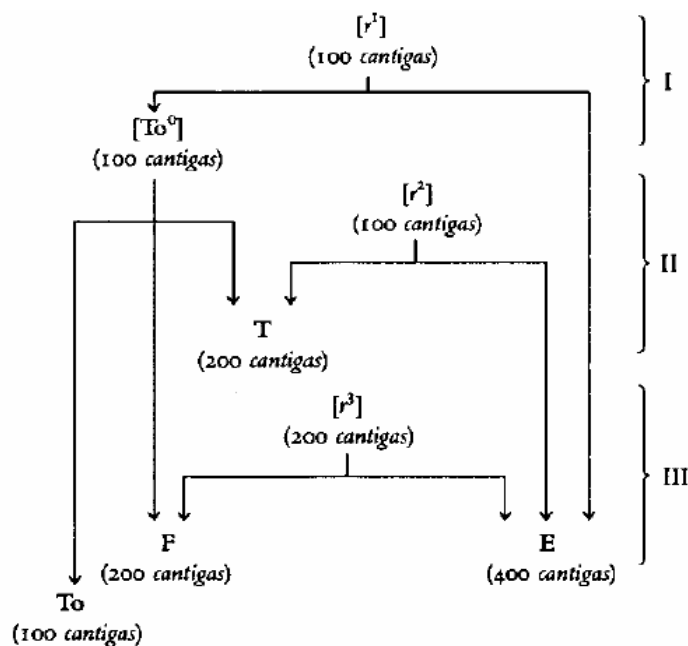 [r¹]
(100 cantigas)
I
[To⁰]
(100 cantigas)
[r²]
(100 cantigas)
II
T
(200 cantigas)
[r³]
(200 cantigas)
III
F
(200 cantigas)
E
(400 cantigas)
To
(100 cantigas)